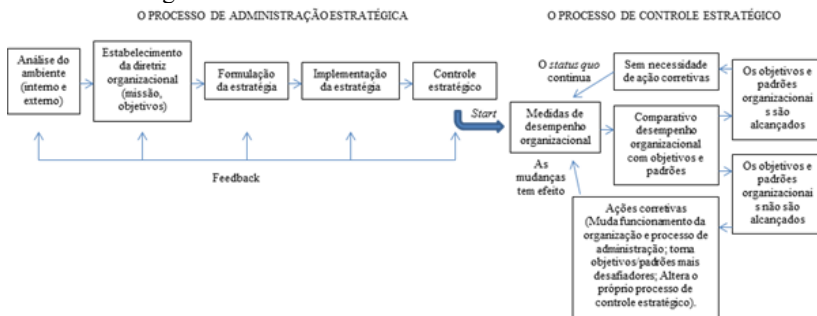 O PROCESSO DE ADMINISTRAÇÃO ESTRATÉGICA
Análise do
ambiente
(interno e
externo)
Estabelecimento
da diretriz
organizacional
(missão,
objetivos)
Formulação
da estratégia
Implementação
da estratégia
Controle
estratégico
Feedback
O PROCESSO DE CONTROLE ESTRATÉGICO
Start
O status quo
continua
Sem necessidade
de ação corretivas
Os objetivos e
padrões
organizacionai
s são
alcançados
Medidas de
desempenho
organizacional
Comparativo
desempenho
organizacional
com objetivos e
padrões
As
mudanças
tem efeito
Os objetivos e
padrões
organizacionai
s não são
alcançados
Ações corretivas
(Muda funcionamento da
organização e processo de
administração; torna
objetivos/padrões mais
desafiadores; Altera o
próprio processo de
controle estratégico).